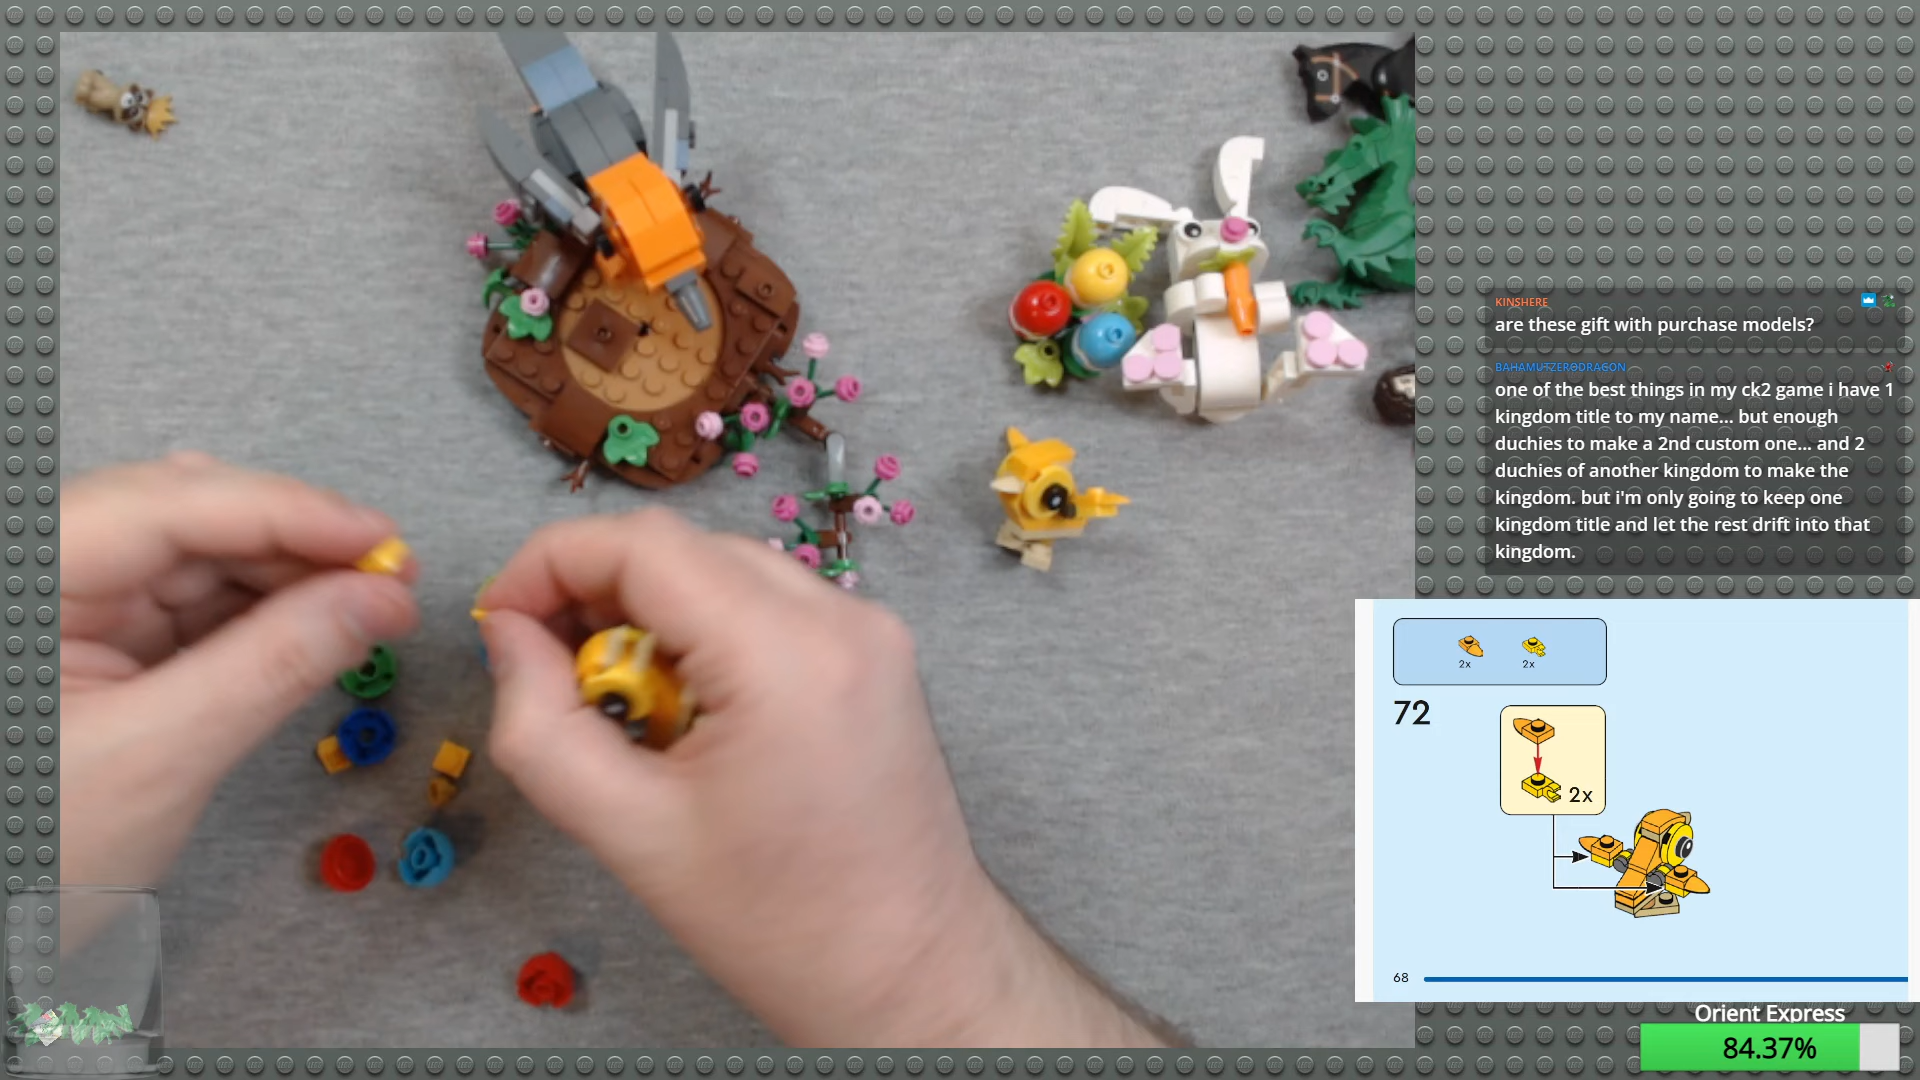 KINSHERE
are these gift with purchase models?
BAHAMUTZERODRAGON
one of the best things in my ck2 game i have 1
kingdom title to my name... but enough
duchies to make a 2nd custom one... and 2
duchies of another kingdom to make the
kingdom. but i'm only going to keep one
kingdom title and let the rest drift into that
kingdom.
2x 2x
72
2x
68
Orient Express
84.37%